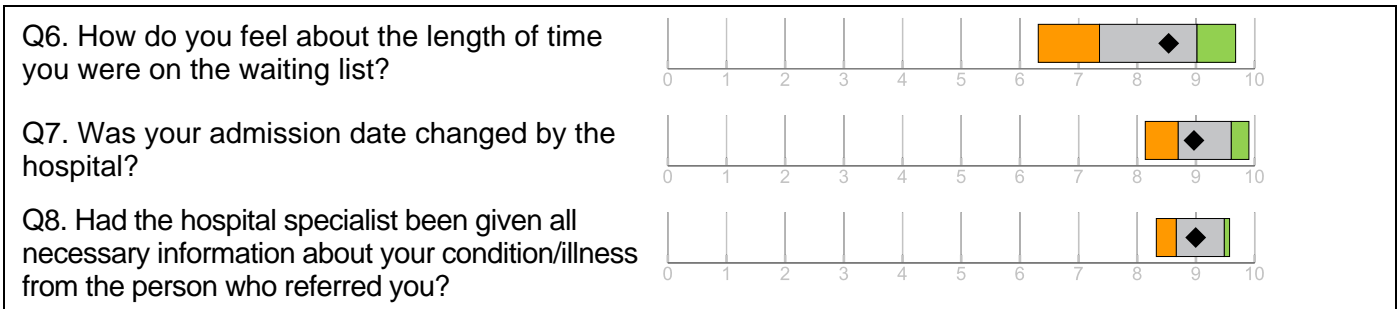 Q6. How do you feel about the length of time
you were on the waiting list?
0 1 2 3 4 5 6 7 8 9 10
Q7. Was your admission date changed by the
hospital?
0 1 2 3 4 5 6 7 8 9 10
Q8. Had the hospital specialist been given all
necessary information about your condition/illness
from the person who referred you?
0 1 2 3 4 5 6 7 8 9 10